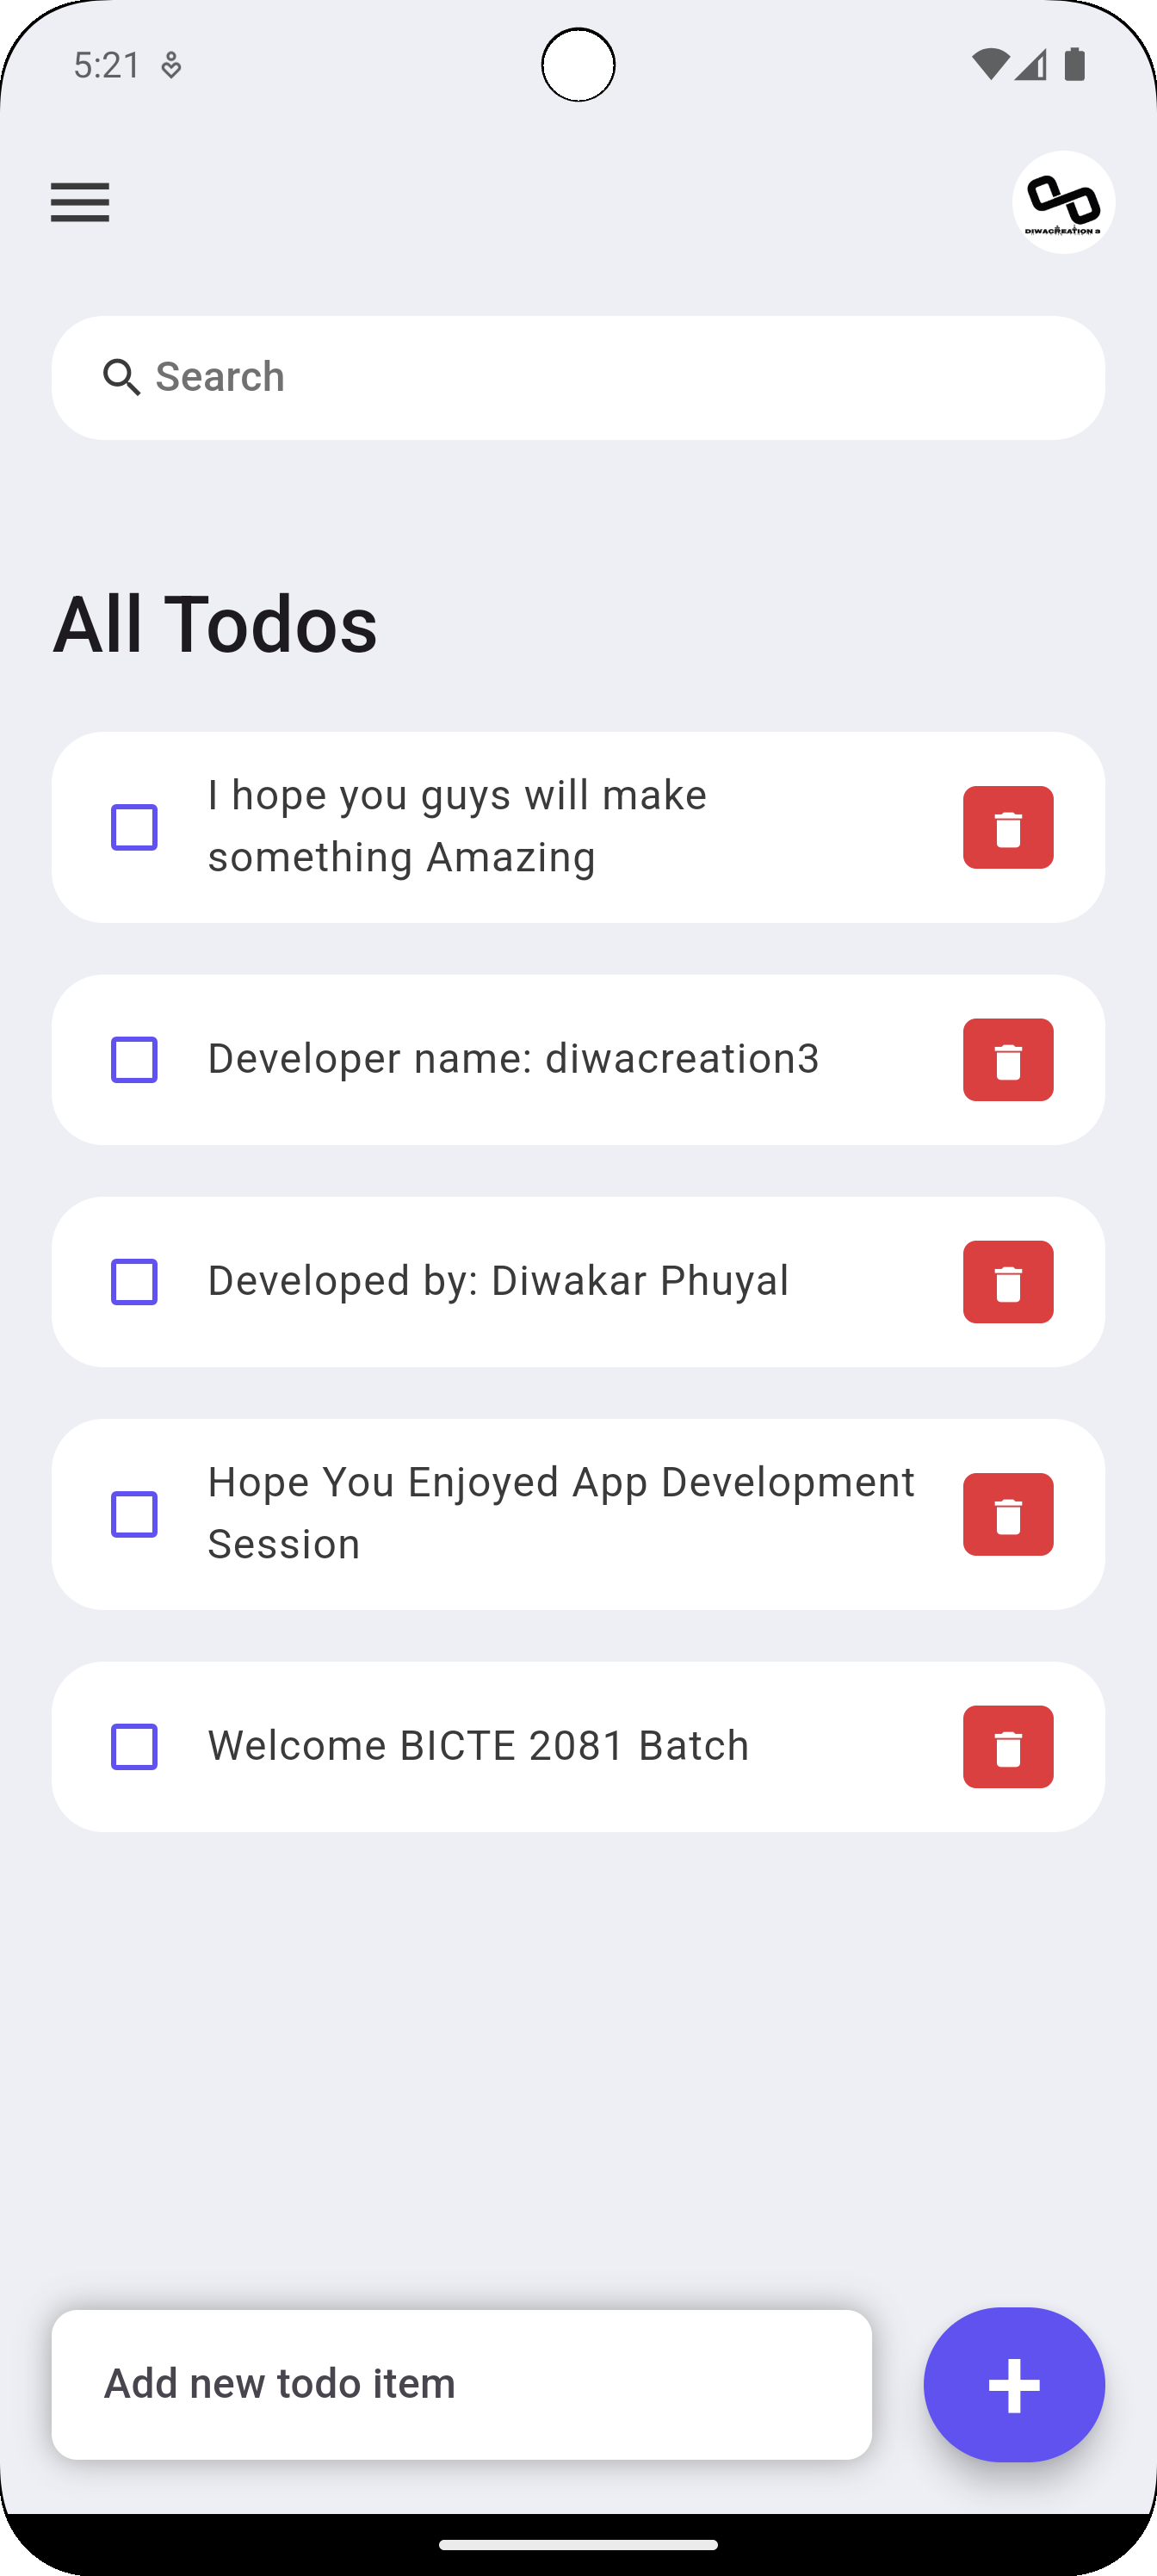 5:21
DIWACREATION 3
Search
All Todos
I hope you guys will make
something Amazing
Developer name: diwacreation3
Developed by: Diwakar Phuyal
Hope You Enjoyed App Development
Session
Welcome BICTE 2081 Batch
Add new todo item